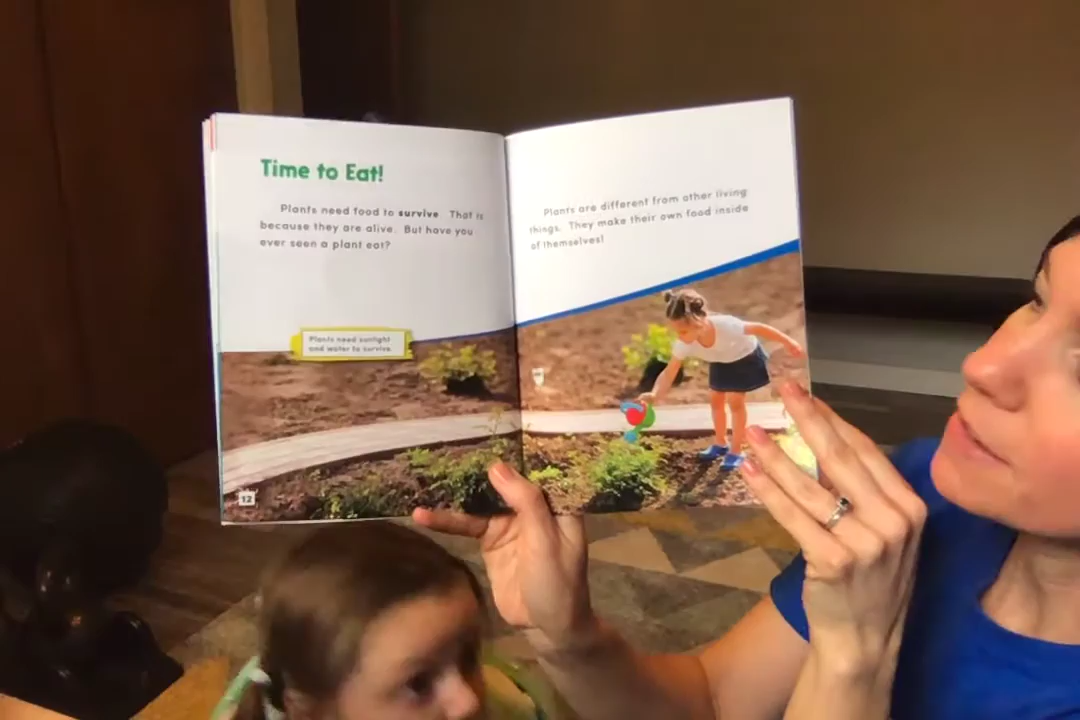 Time to Eat!
Plants need food to survive. That is
because they are alive. But have you
ever seen a plant eat?
Plants need sunlight
and water to survive.
12
Plants are different from other living
things. They make their own food inside
of themselves!